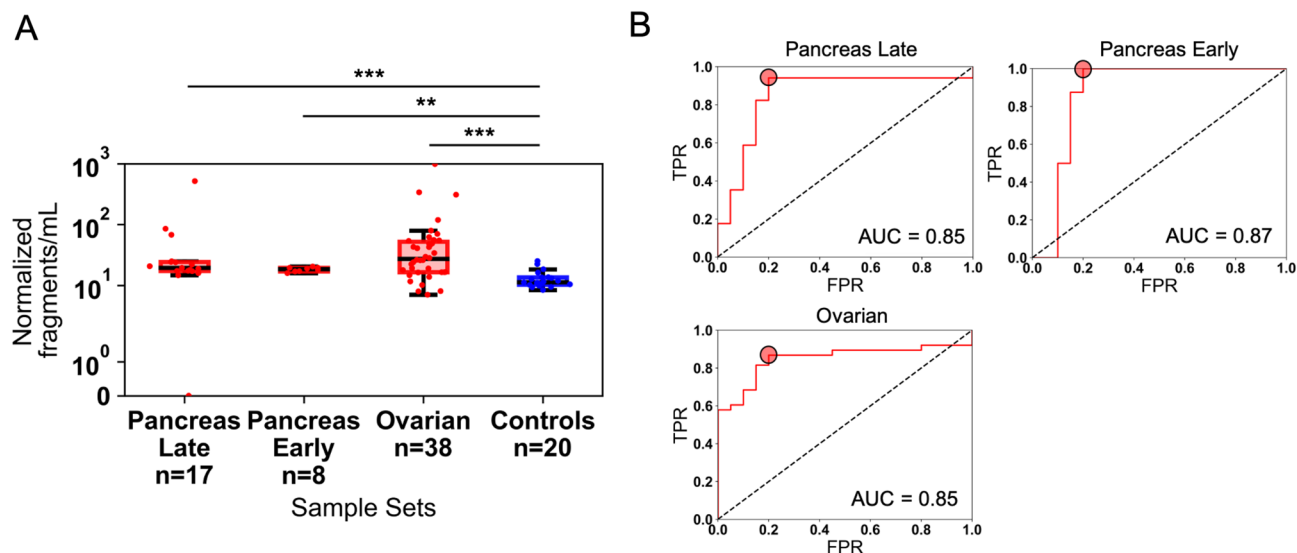 A
***
**
***
Normalized
fragments/mL
10³
10²
10¹
10⁰
0
Pancreas
Late
n=17
Pancreas
Early
n=8
Ovarian
n=38
Controls
n=20
Sample Sets
B
Pancreas Late
TPR
1.0
0.8
0.6
0.4
0.2
0.0
0.0 0.2 0.4 0.6 0.8 1.0
FPR
AUC = 0.85
Pancreas Early
TPR
1.0
0.8
0.6
0.4
0.2
0.0
0.0 0.2 0.4 0.6 0.8 1.0
FPR
AUC = 0.87
Ovarian
TPR
1.0
0.8
0.6
0.4
0.2
0.0
0.0 0.2 0.4 0.6 0.8 1.0
FPR
AUC = 0.85